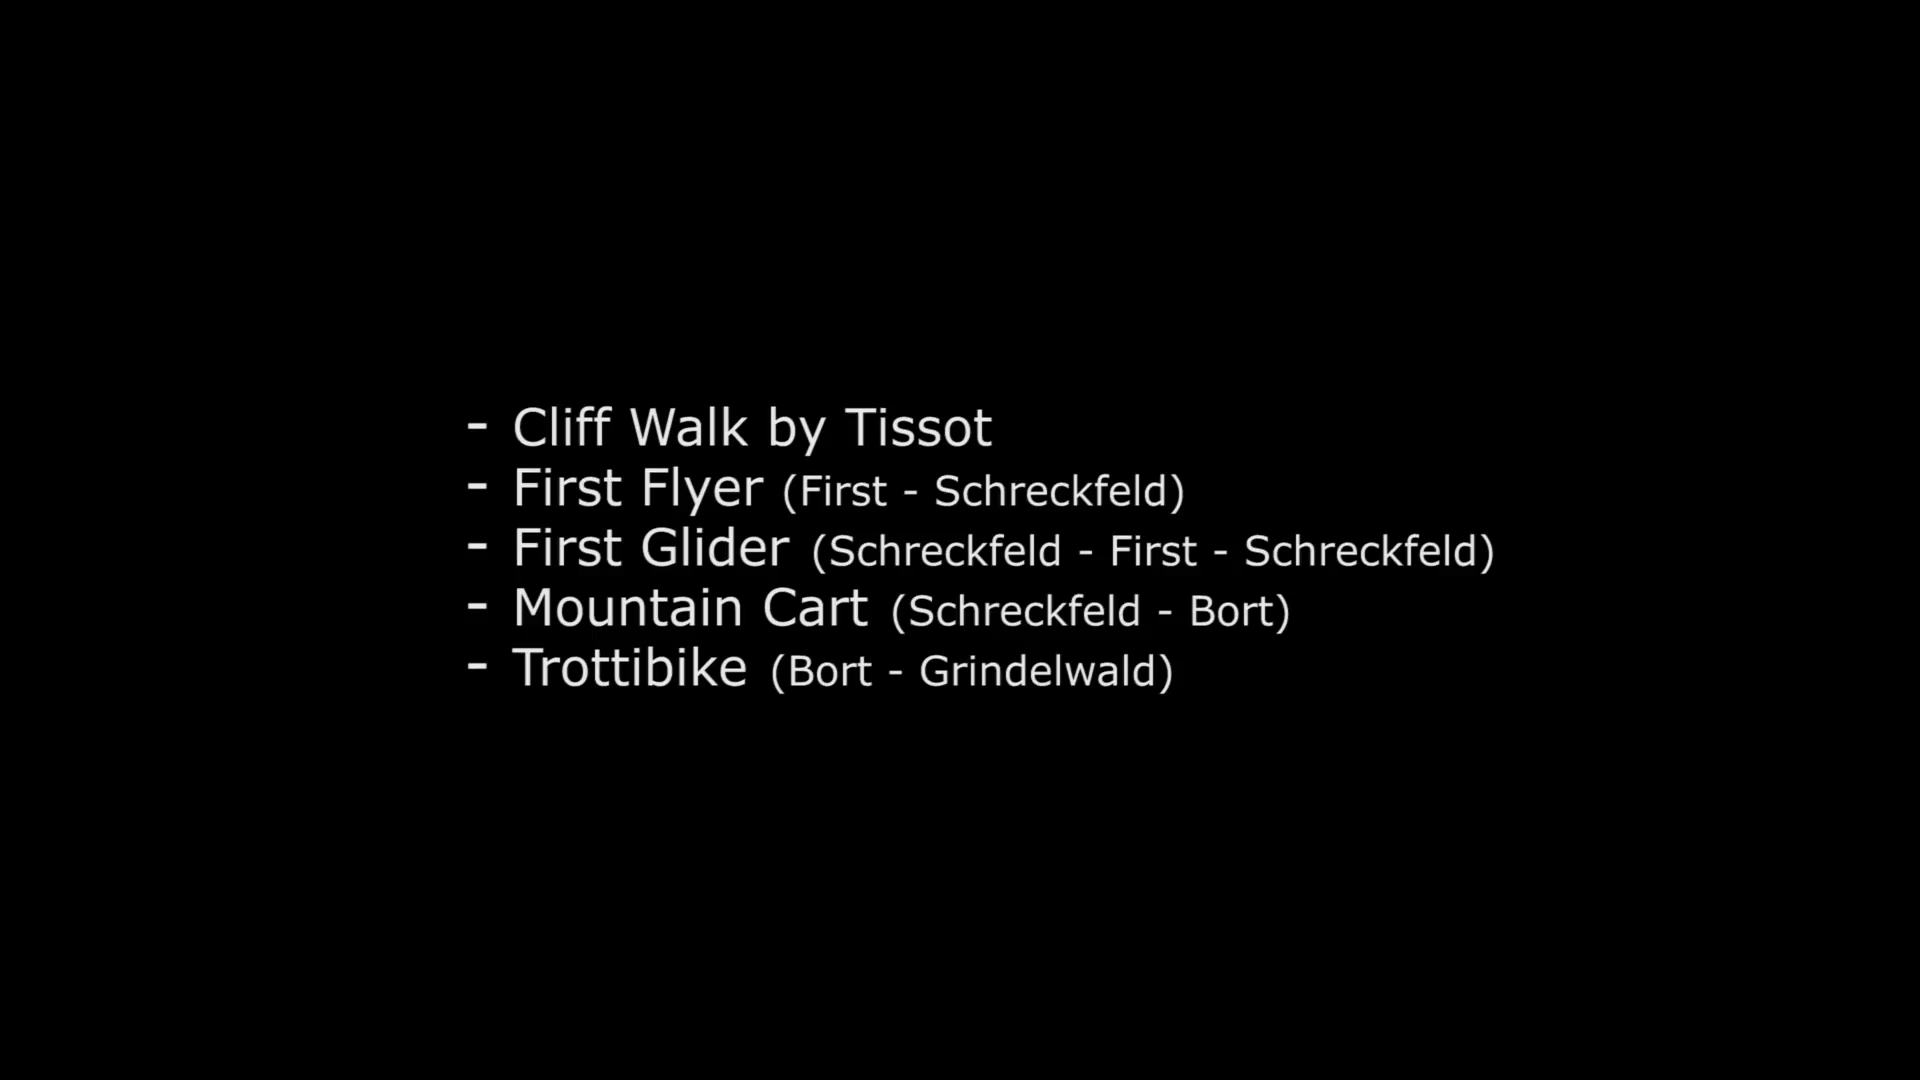 - Cliff Walk by Tissot
- First Flyer (First - Schreckfeld)
- First Glider (Schreckfeld - First - Schreckfeld)
- Mountain Cart (Schreckfeld - Bort)
- Trottibike (Bort - Grindelwald)